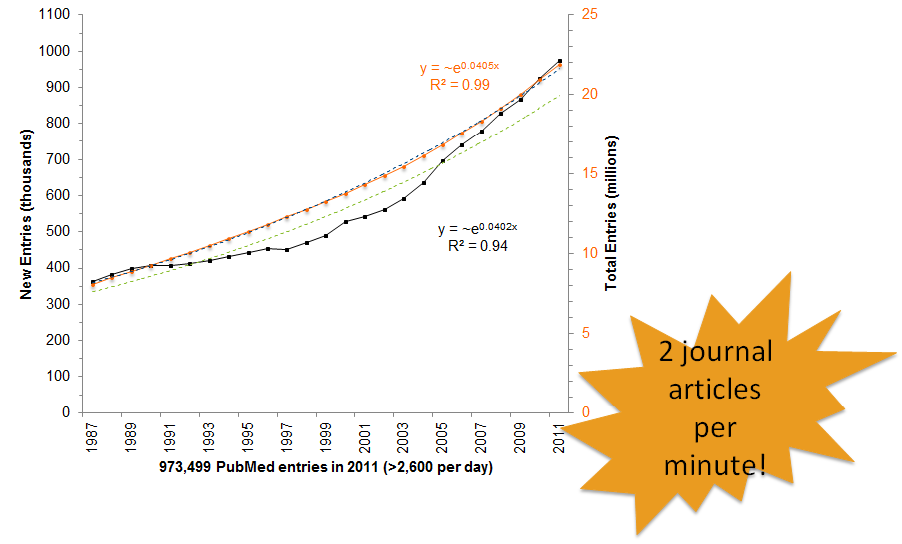 1100
1000
900
800
700
600
500
400
300
200
100
0
New Entries (thousands)
25
20
15
10
5
0
Total Entries (millions)
y = ~e^0.0405x
R² = 0.99
y = ~e^0.0402x
R² = 0.94
1987
1989
1991
1993
1995
1997
1999
2001
2003
2005
2007
2009
2011
973,499 PubMed entries in 2011 (>2,600 per day)
2 journal
articles
per
minute!